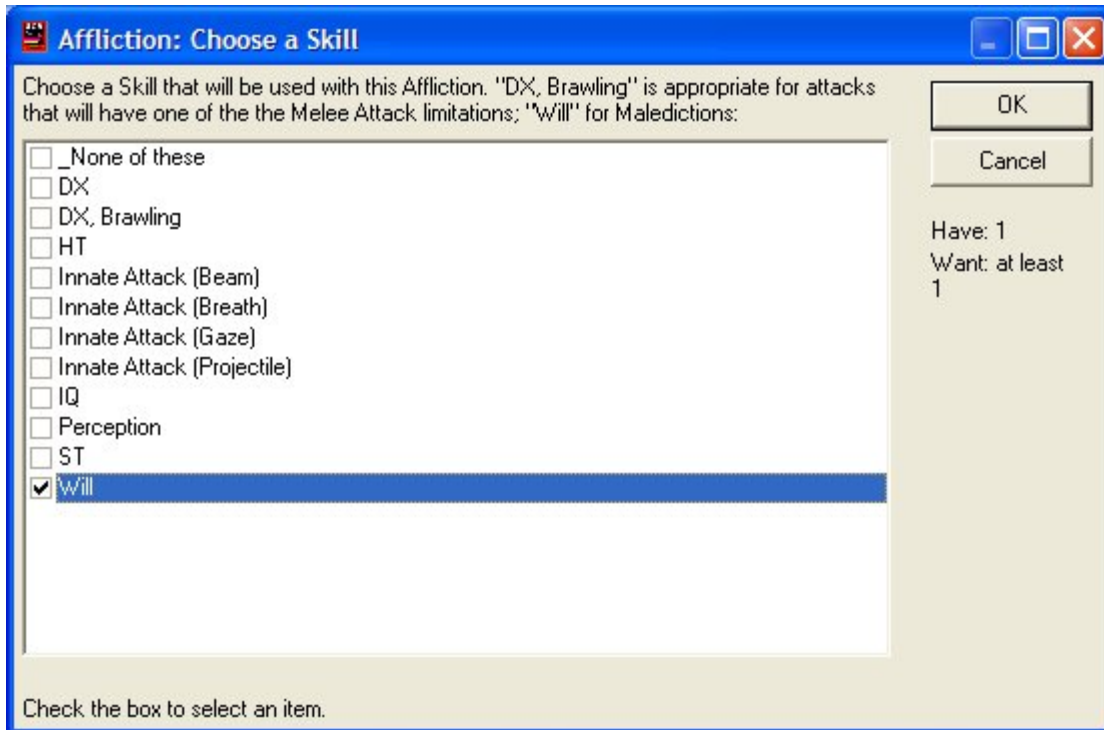 Affliction: Choose a Skill
Choose a Skill that will be used with this Affliction. "DX, Brawling" is appropriate for attacks
that will have one of the the Melee Attack limitations; "Will" for Maledictions:
OK
Cancel
_None of these
DX
DX, Brawling
HT
Innate Attack (Beam)
Innate Attack (Breath)
Innate Attack (Gaze)
Innate Attack (Projectile)
IQ
Perception
ST
Will
Have: 1
Want: at least
1
Check the box to select an item.